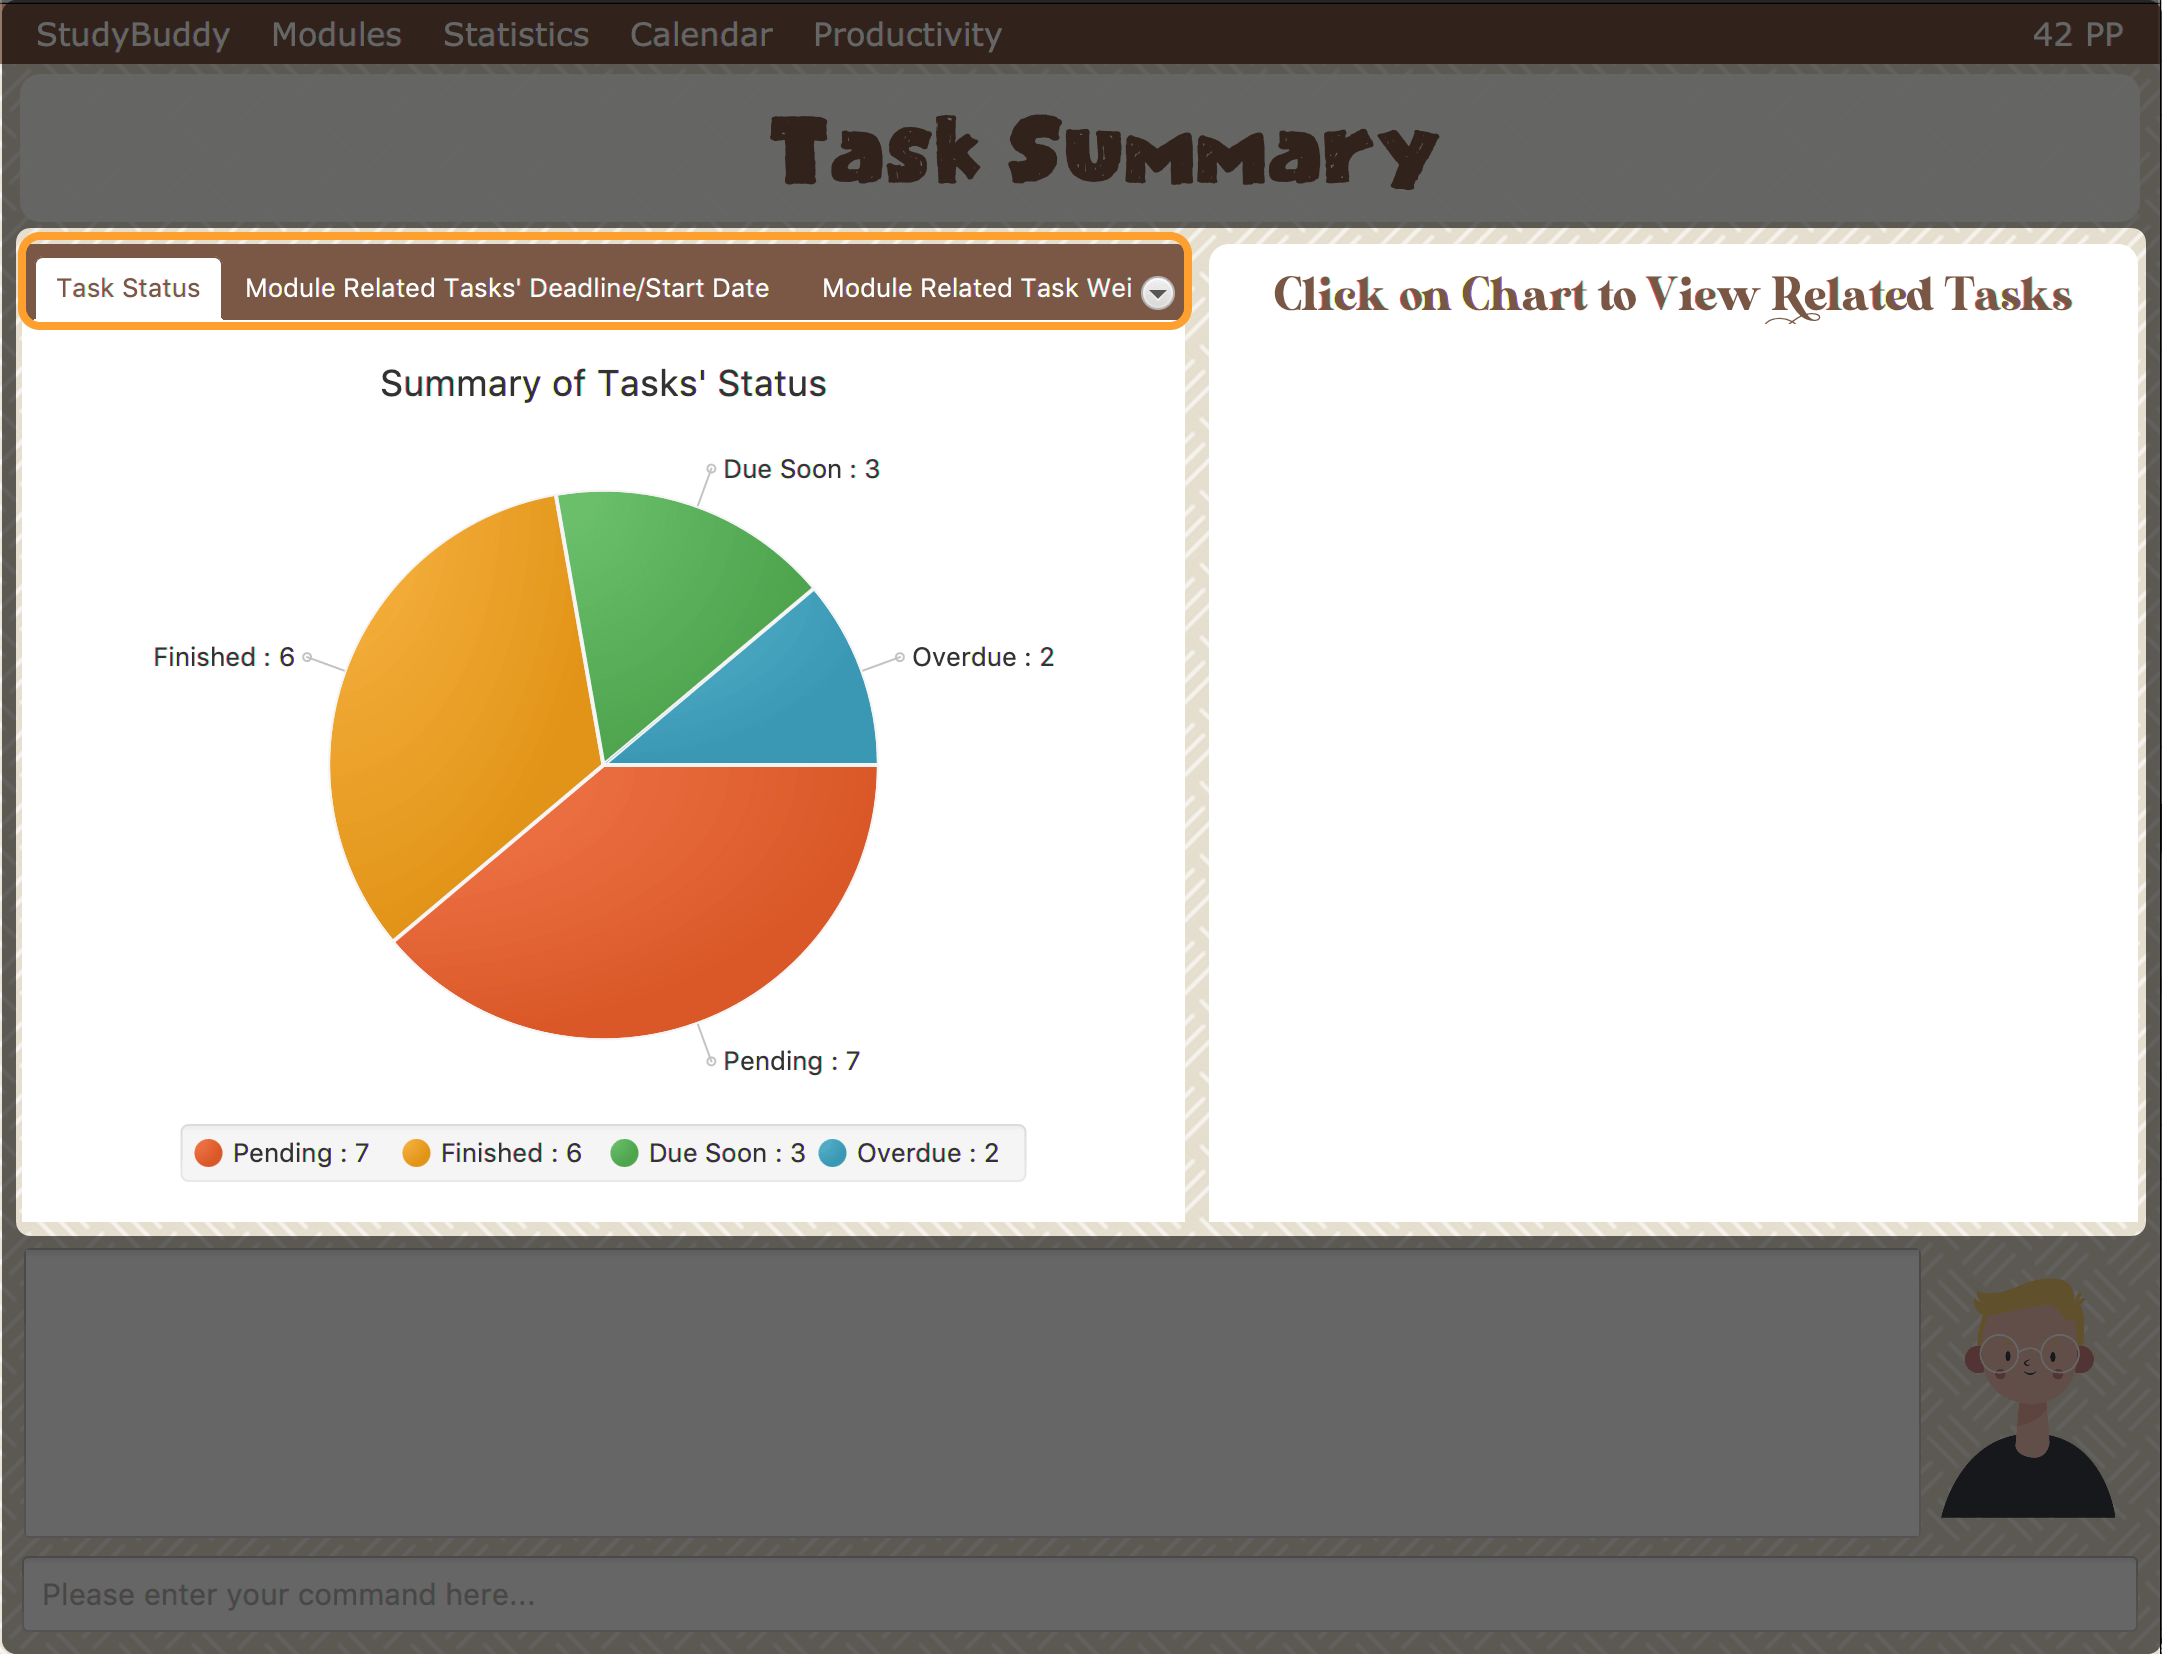 StudyBuddy Modules Statistics Calendar Productivity 42 PP
Task Summary
Task Status Module Related Tasks' Deadline/Start Date Module Related Task Wei
Click on Chart to View Related Tasks
Summary of Tasks' Status
Due Soon : 3
Finished : 6
Overdue : 2
Pending : 7
Pending : 7 Finished : 6 Due Soon : 3 Overdue : 2
Please enter your command here...